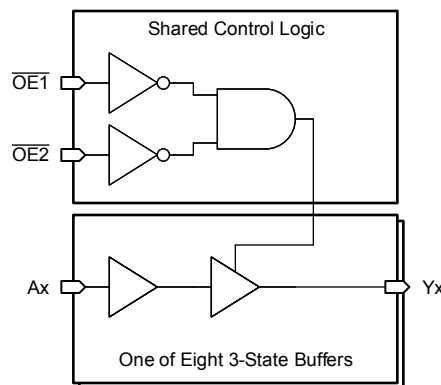 Shared Control Logic
OE1
OE2
Ax
Yx
One of Eight 3-State Buffers